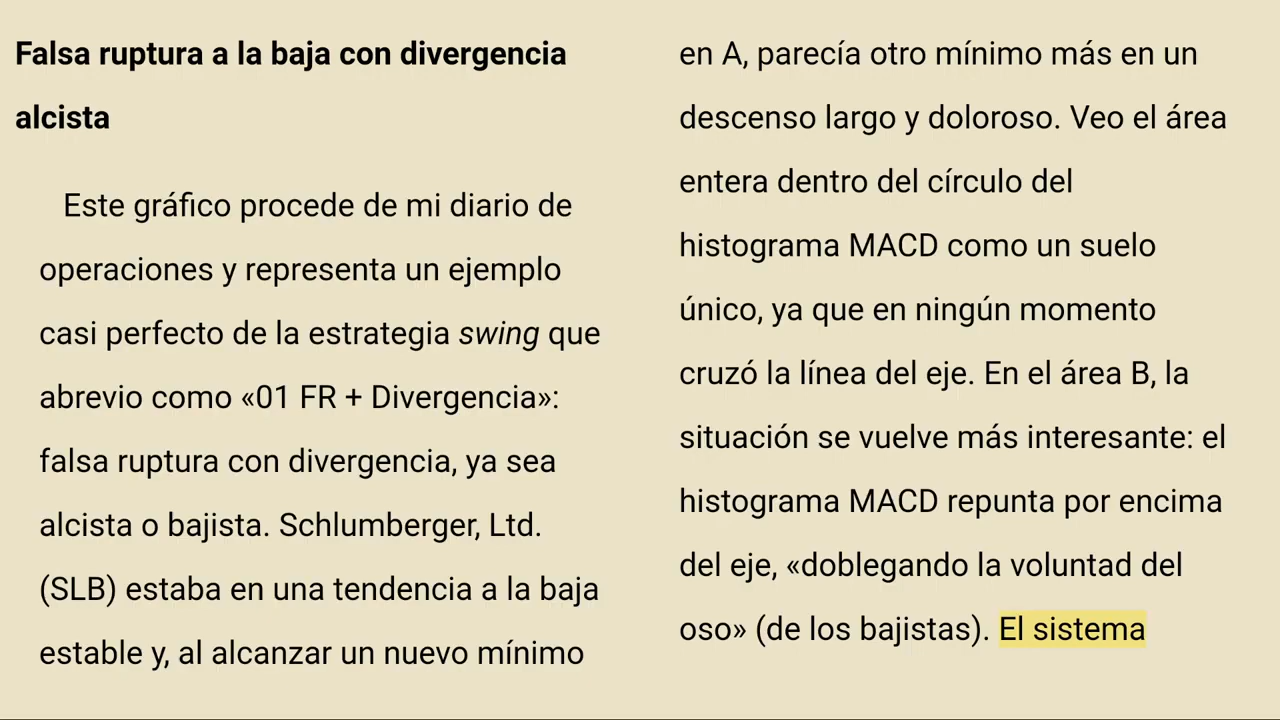 Falsa ruptura a la baja con divergencia
alcista
Este gráfico procede de mi diario de
operaciones y representa un ejemplo
casi perfecto de la estrategia swing que
abrevio como «01 FR + Divergencia»:
falsa ruptura con divergencia, ya sea
alcista o bajista. Schlumberger, Ltd.
(SLB) estaba en una tendencia a la baja
estable y, al alcanzar un nuevo mínimo
en A, parecía otro mínimo más en un
descenso largo y doloroso. Veo el área
entera dentro del círculo del
histograma MACD como un suelo
único, ya que en ningún momento
cruzó la línea del eje. En el área B, la
situación se vuelve más interesante: el
histograma MACD repunta por encima
del eje, «doblegando la voluntad del
oso» (de los bajistas). El sistema